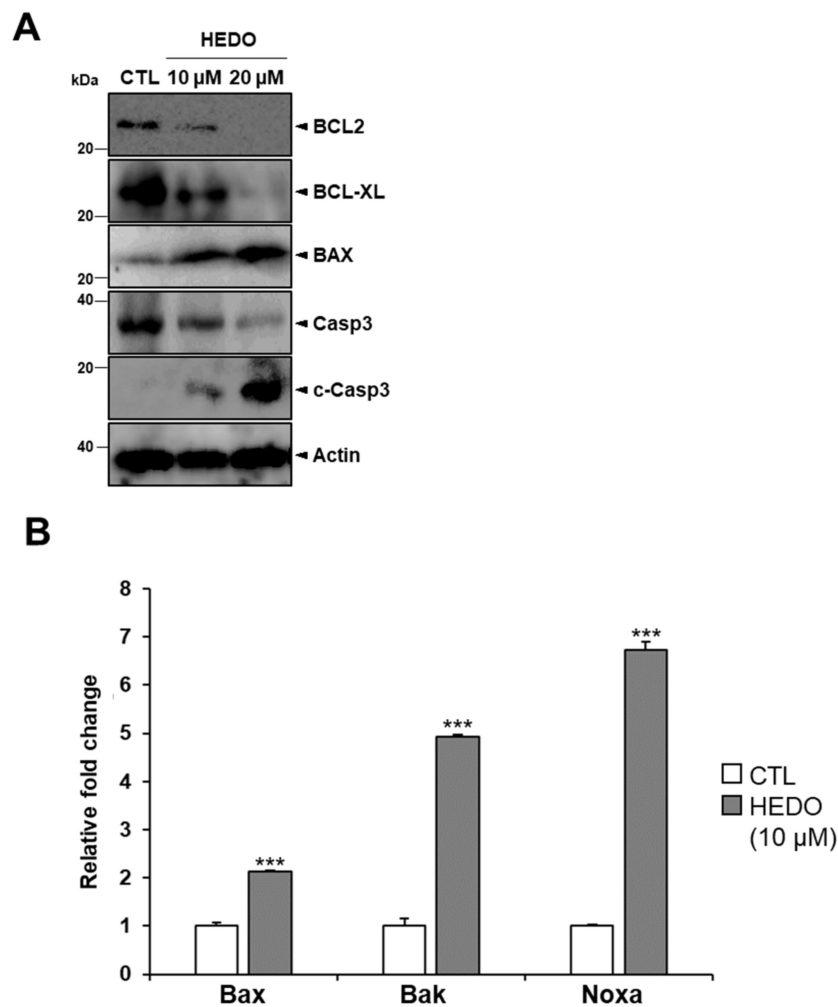 A
HEDO
kDa CTL 10 μM 20 μM
BCL2
20
BCL-XL
20
BAX
20
40
Casp3
20
c-Casp3
40
Actin
B
Relative fold change
8
7
6
5
4
3
2
1
0
***
***
***
CTL
HEDO
(10 μM)
Bax Bak Noxa